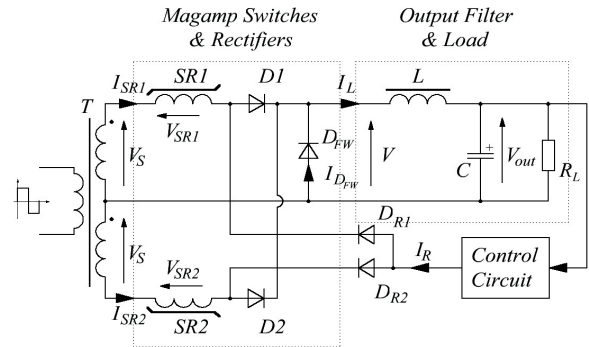 Magamp Switches
& Rectifiers
Output Filter
& Load
I_SR1
SR1
D1
I_L
L
T
V_SR1
V_S
D_FW
I_D_FW
V
C
+
V_out
R_L
V_S
V_SR2
D_R1
I_R
Control
Circuit
D_R2
I_SR2
SR2
D2